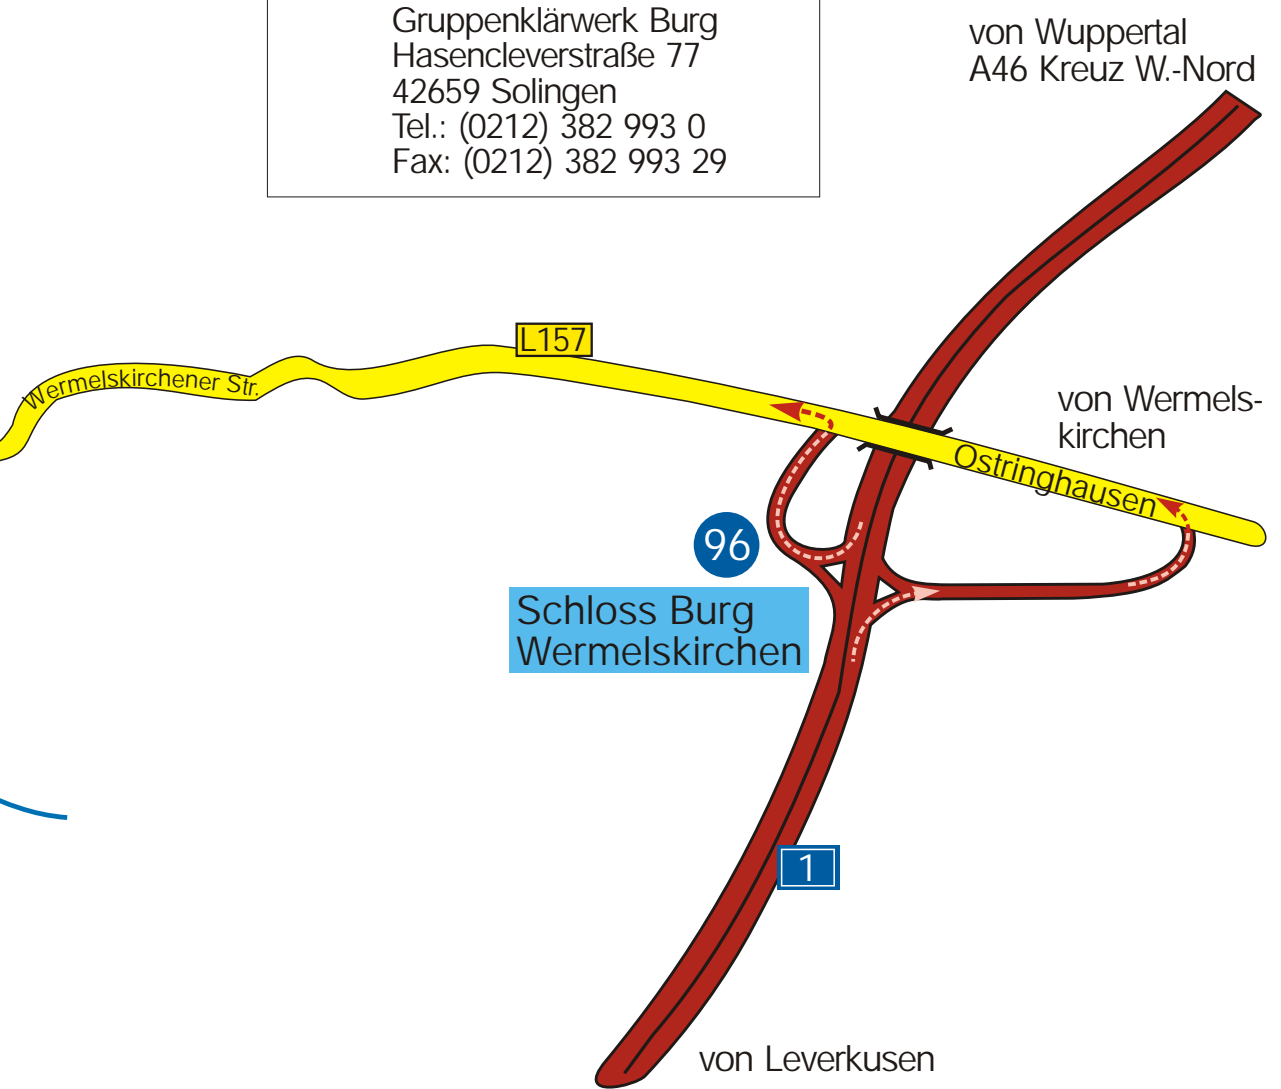 Gruppenklärwerk Burg
Hasencleverstraße 77
42659 Solingen
Tel.: (0212) 382 993 0
Fax: (0212) 382 993 29
von Wuppertal
A46 Kreuz W.-Nord
L157
Wermelskirchener Str.
von Wermels-
kirchen
Ostringhausen
96
Schloss Burg
Wermelskirchen
1
von Leverkusen